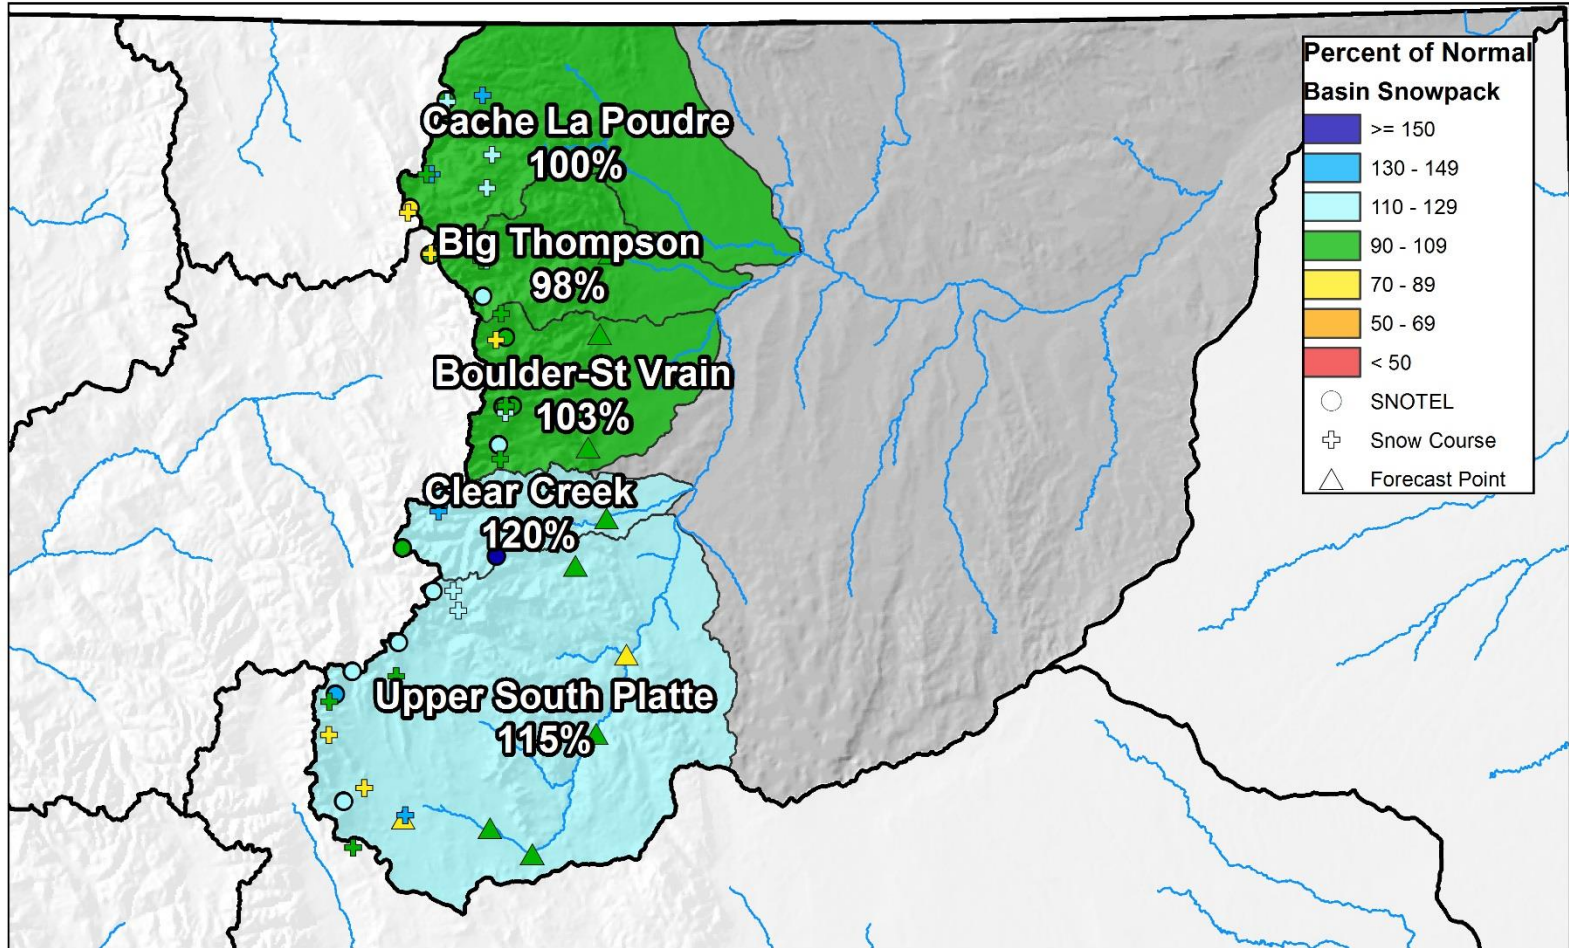 Cache La Poudre
100%
Big Thompson
98%
Boulder-St Vrain
103%
Clear Creek
120%
Upper South Platte
115%
Percent of Normal
Basin Snowpack
>= 150
130 - 149
110 - 129
90 - 109
70 - 89
50 - 69
< 50
SNOTEL
Snow Course
Forecast Point